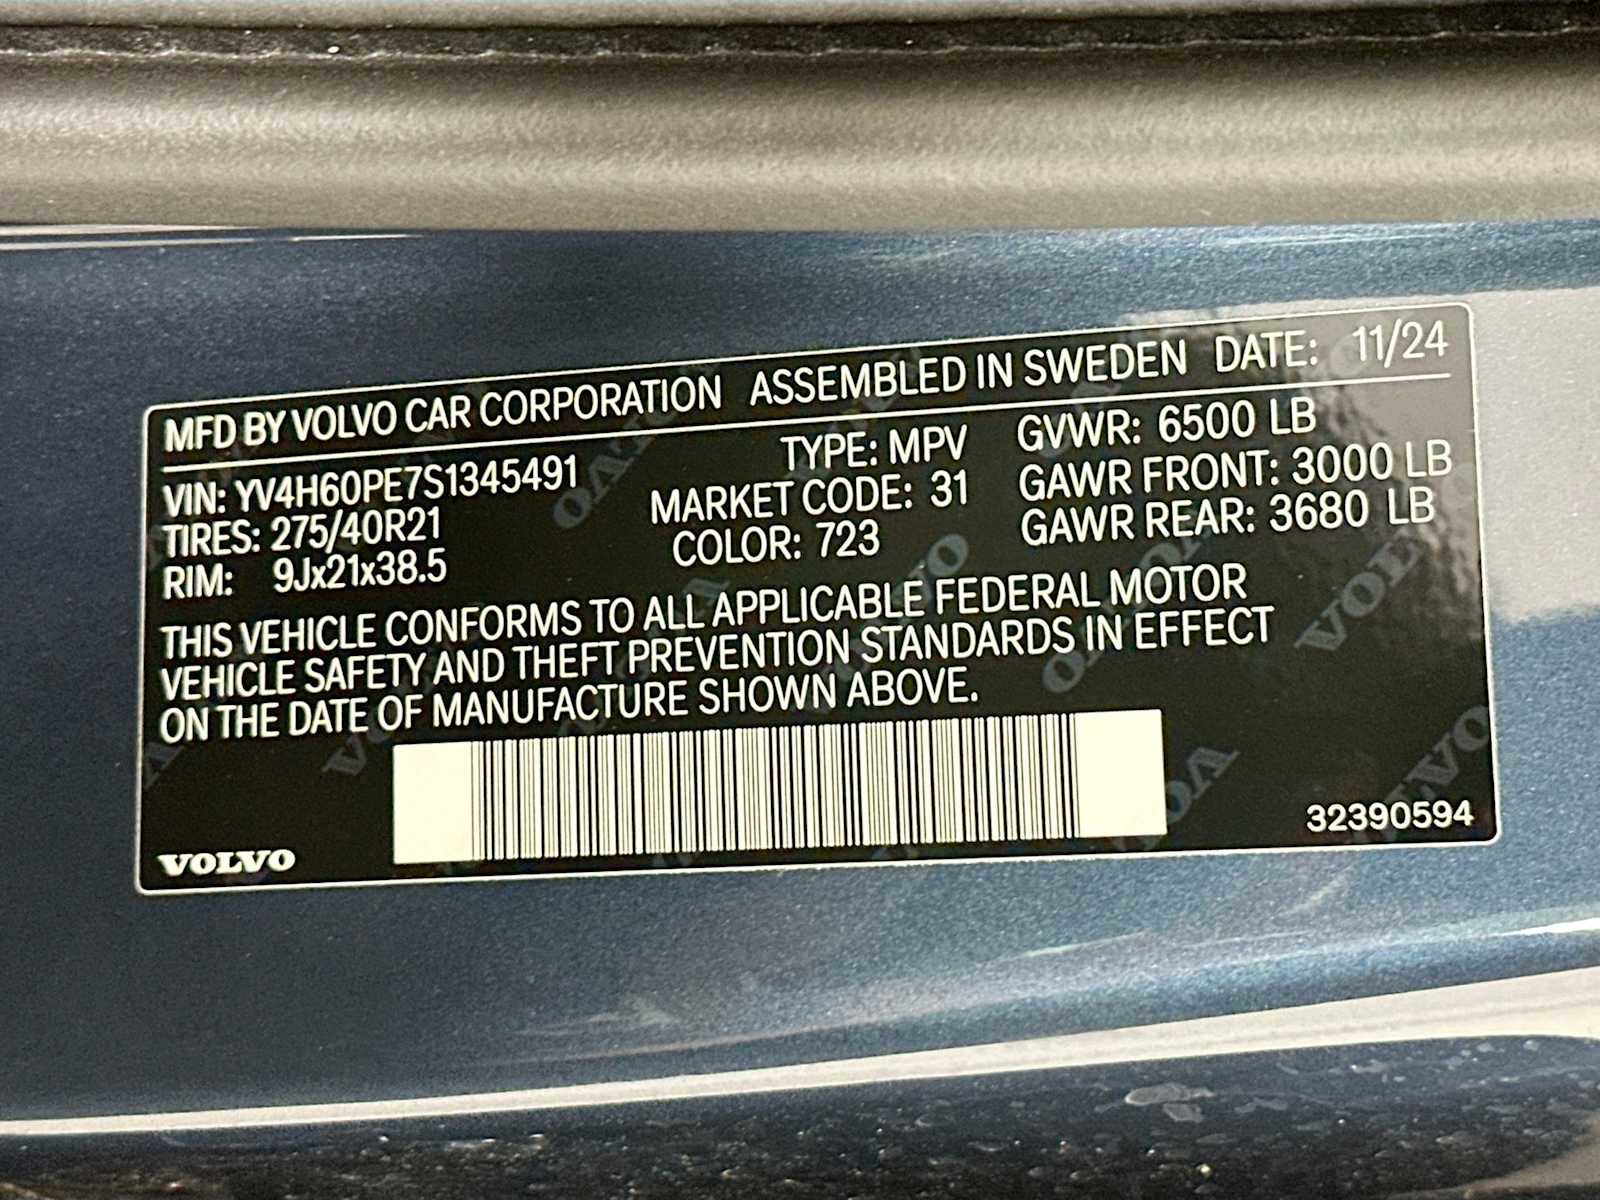 MFD BY VOLVO CAR CORPORATION ASSEMBLED IN SWEDEN DATE: 11/24
VIN: YV4H60PE7S1345491 TYPE: MPV GVWR: 6500 LB
TIRES: 275/40R21 MARKET CODE: 31 GAWR FRONT: 3000 LB
RIM: 9Jx21x38.5 COLOR: 723 GAWR REAR: 3680 LB
THIS VEHICLE CONFORMS TO ALL APPLICABLE FEDERAL MOTOR
VEHICLE SAFETY AND THEFT PREVENTION STANDARDS IN EFFECT
ON THE DATE OF MANUFACTURE SHOWN ABOVE.
VOLVO 32390594